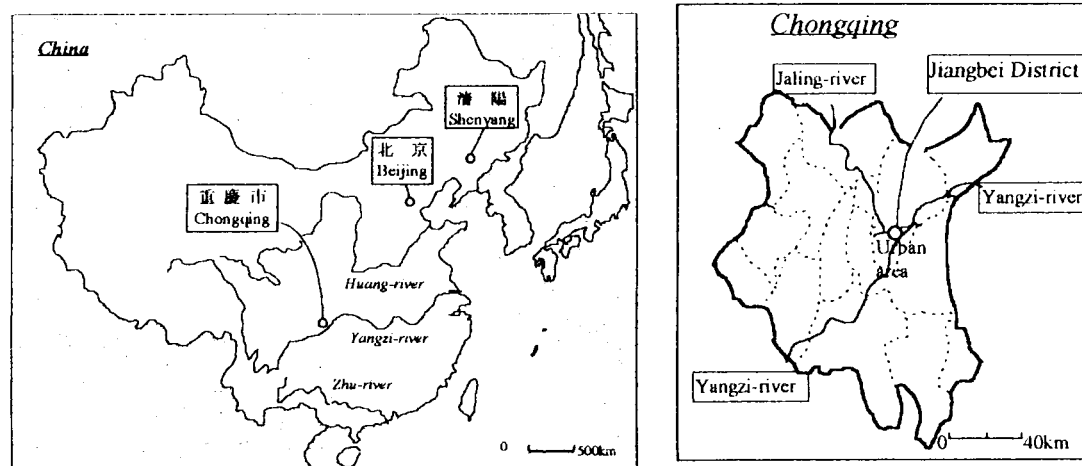 China
瀋陽
Shenyang
北京
Beijing
重慶市
Chongqing
Huang-river
Yangzi-river
Zhu-river
0 500km
Chongqing
Jaling-river
Jiangbei District
Yangzi-river
Urban
area
Yangzi-river
0 40km